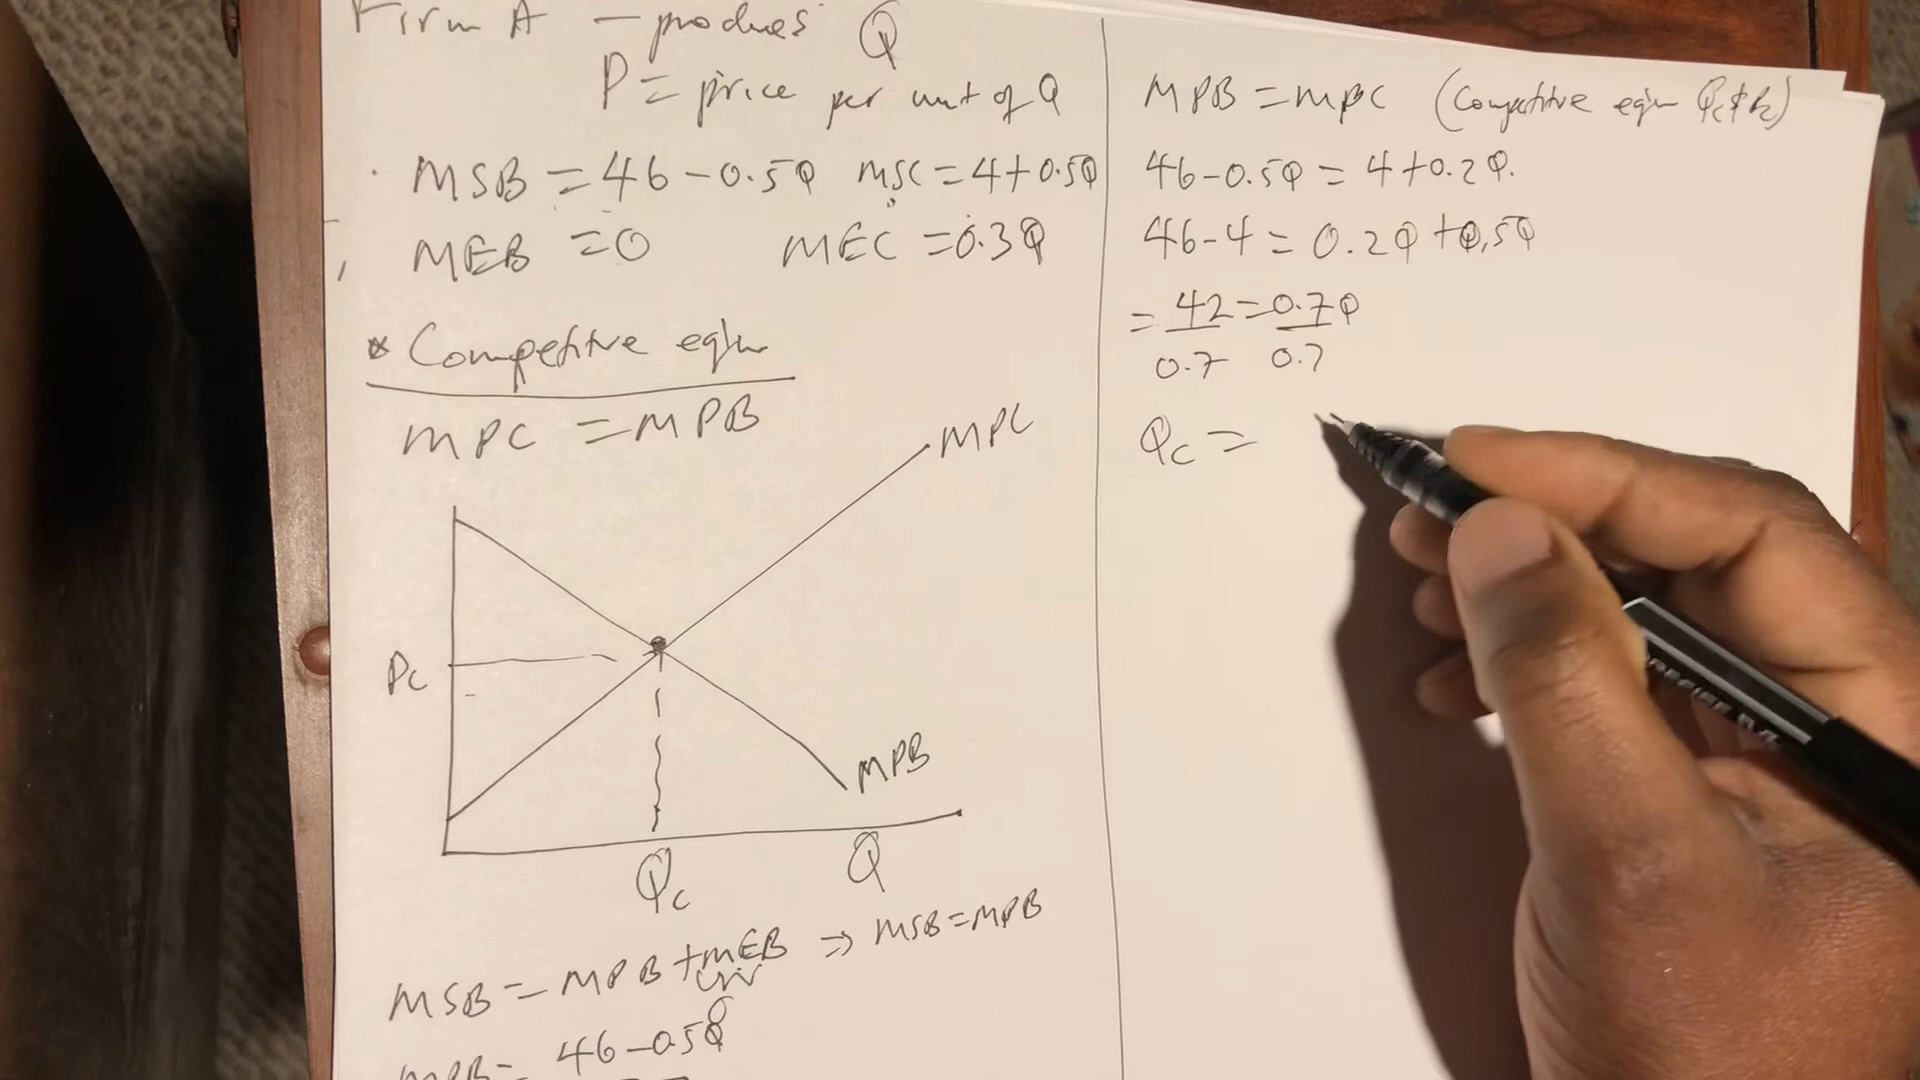 Firm A — produces Q
P = price per unit of Q
MSB = 46 - 0.5Q MSC = 4 + 0.5Q
MEB = 0 MEC = 0.3Q
* Competitive eqm
MPC = MPB
MPC
Pc
MPB
Qc Q
MSB = MPB + MEB ⇒ MSB = MPB
0
MPB = 46 - 0.5Q
MPB = MPC (Competitive eqm Qc & Pc)
46 - 0.5Q = 4 + 0.2Q.
46 - 4 = 0.2Q + 0.5Q
= 42 = 0.7Q
0.7 0.7
Qc =